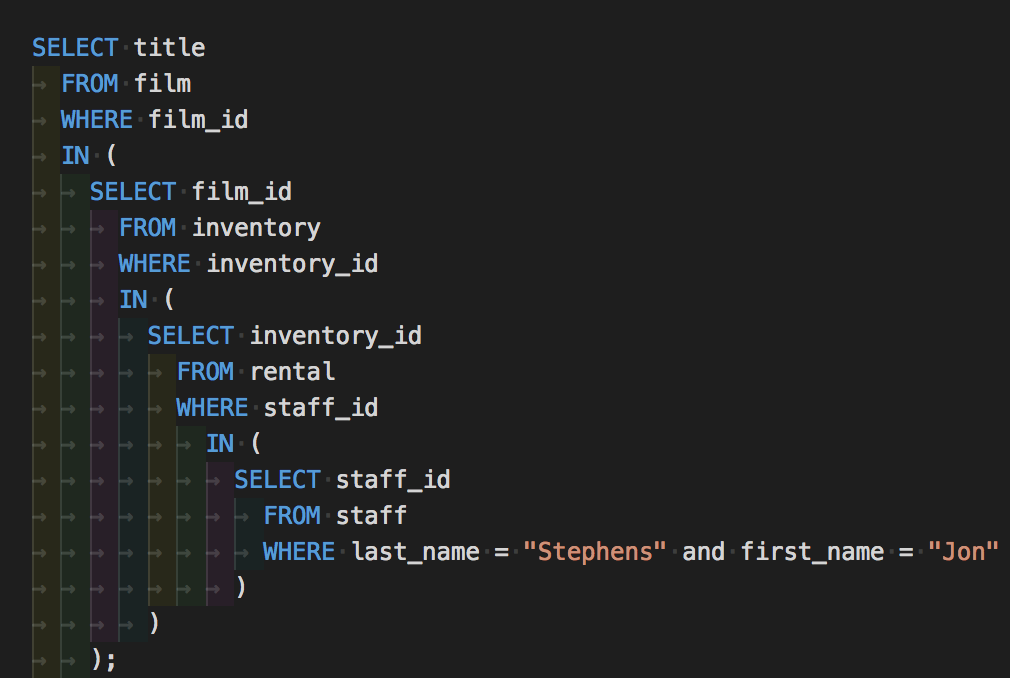 SELECT title
FROM film
WHERE film_id
IN (
SELECT film_id
FROM inventory
WHERE inventory_id
IN (
SELECT inventory_id
FROM rental
WHERE staff_id
IN (
SELECT staff_id
FROM staff
WHERE last_name = "Stephens" and first_name = "Jon"
)
)
);